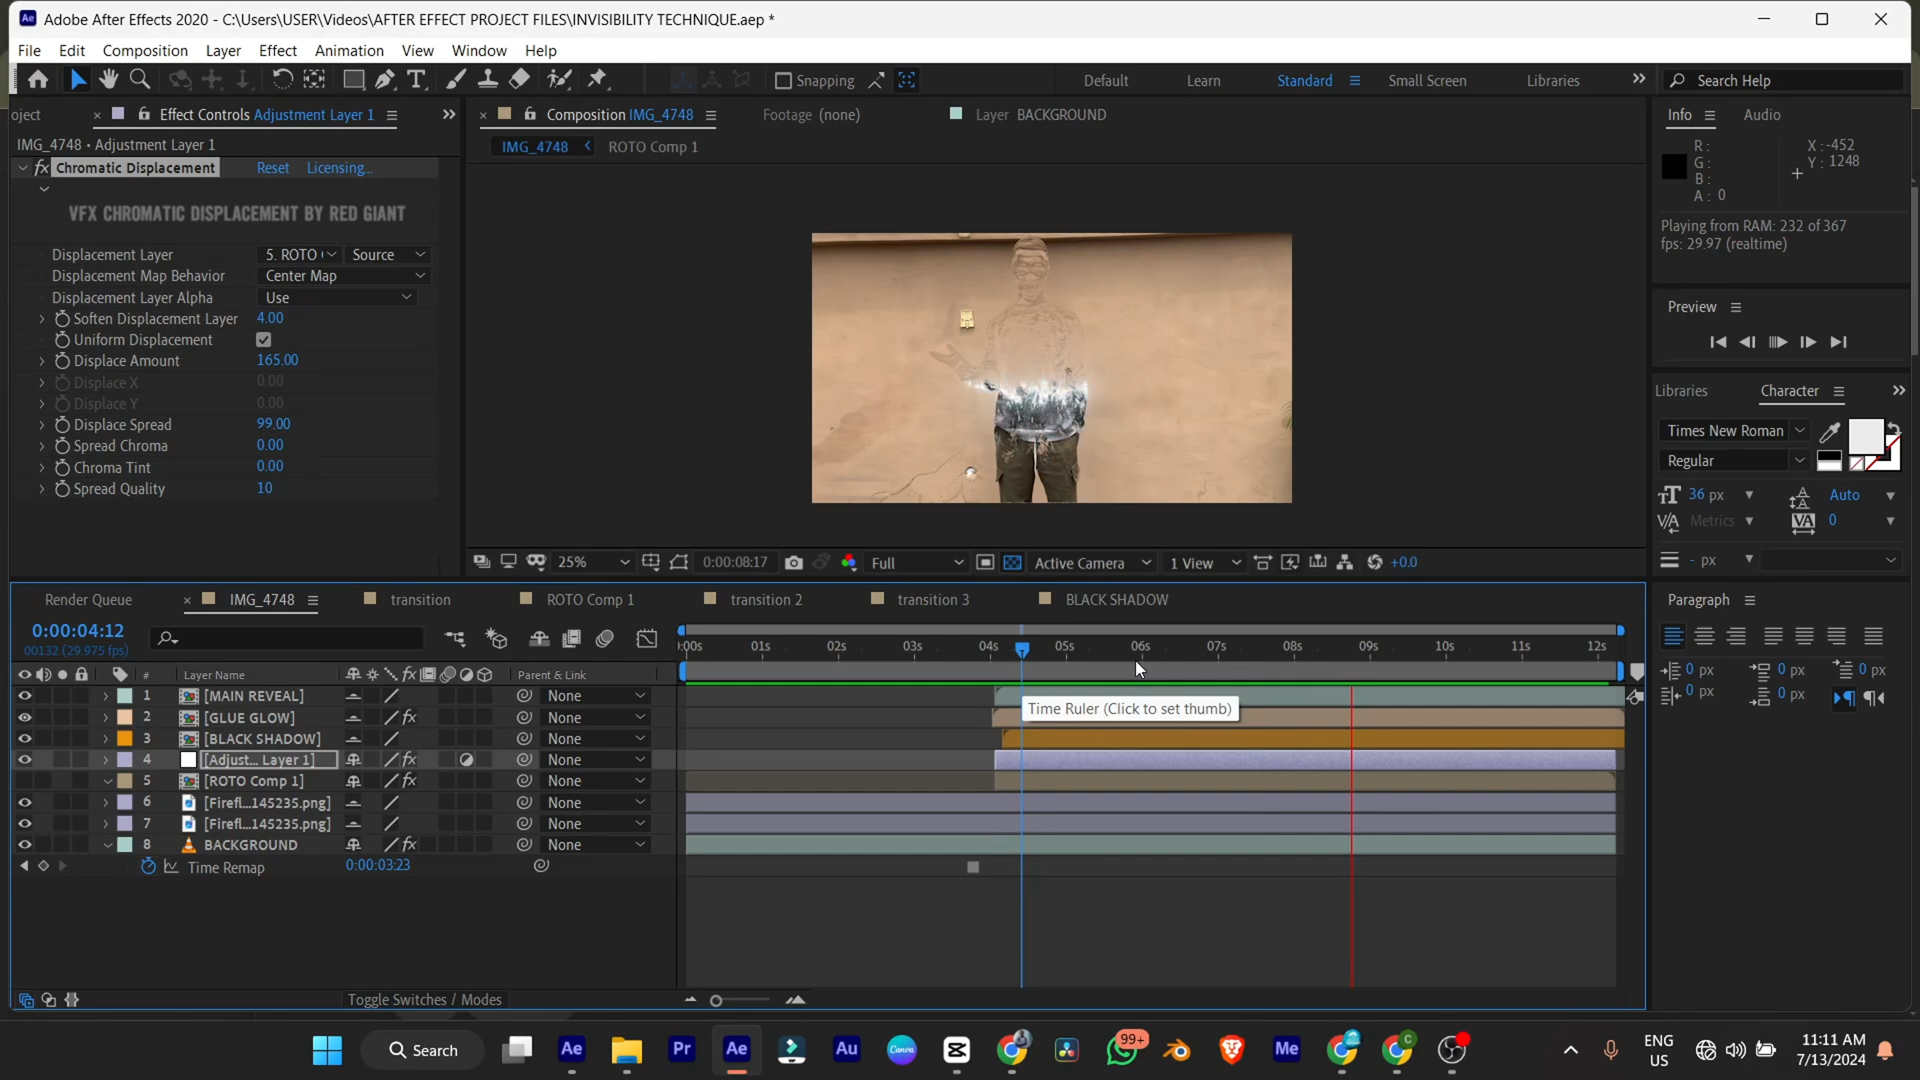 Adobe After Effects 2020 - C:\Users\USER\Videos\AFTER EFFECT PROJECT FILES\INVISIBILITY TECHNIQUE.aep *
File Edit Composition Layer Effect Animation View Window Help
Snapping Default Learn Standard Small Screen Libraries Search Help
oject Effect Controls Adjustment Layer 1
IMG_4748 • Adjustment Layer 1
fx Chromatic Displacement Reset Licensing...
VFX CHROMATIC DISPLACEMENT BY RED GIANT
Displacement Layer 5. ROTO Source
Displacement Map Behavior Center Map
Displacement Layer Alpha Use
Soften Displacement Layer 4.00
Uniform Displacement
Displace Amount 165.00
Displace X 0.00
Displace Y 0.00
Displace Spread 99.00
Spread Chroma 0.00
Chroma Tint 0.00
Spread Quality 10
Composition IMG_4748 Footage (none) Layer BACKGROUND
IMG_4748 ROTO Comp 1
25% 0:00:08:17 Full Active Camera 1 View +0.0
Info Audio
R: X : -452
G: Y : 1248
B:
A: 0
Playing from RAM: 232 of 367
fps: 29.97 (realtime)
Preview
Libraries Character
Times New Roman
Regular
36 px Auto
Metrics 0
- px
Paragraph
0 px 0 px 0 px
0 px 0 px
Render Queue IMG_4748 transition ROTO Comp 1 transition 2 transition 3 BLACK SHADOW
0:00:04:12
00132 (29.975 fps)
:00s 01s 02s 03s 04s 05s 06s 07s 08s 09s 10s 11s 12s
# Layer Name fx Parent & Link
1 [MAIN REVEAL] None
2 [GLUE GLOW] fx None
Time Ruler (Click to set thumb)
3 [BLACK SHADOW] None
4 [Adjust... Layer 1] fx None
5 [ROTO Comp 1] None
6 [Firefl...145235.png] None
7 [Firefl...145235.png] None
8 BACKGROUND fx None
Time Remap 0:00:03:23
Toggle Switches / Modes
Search Ae Pr Ae Au Canva 99+ Me C ENG
US
11:11 AM
7/13/2024